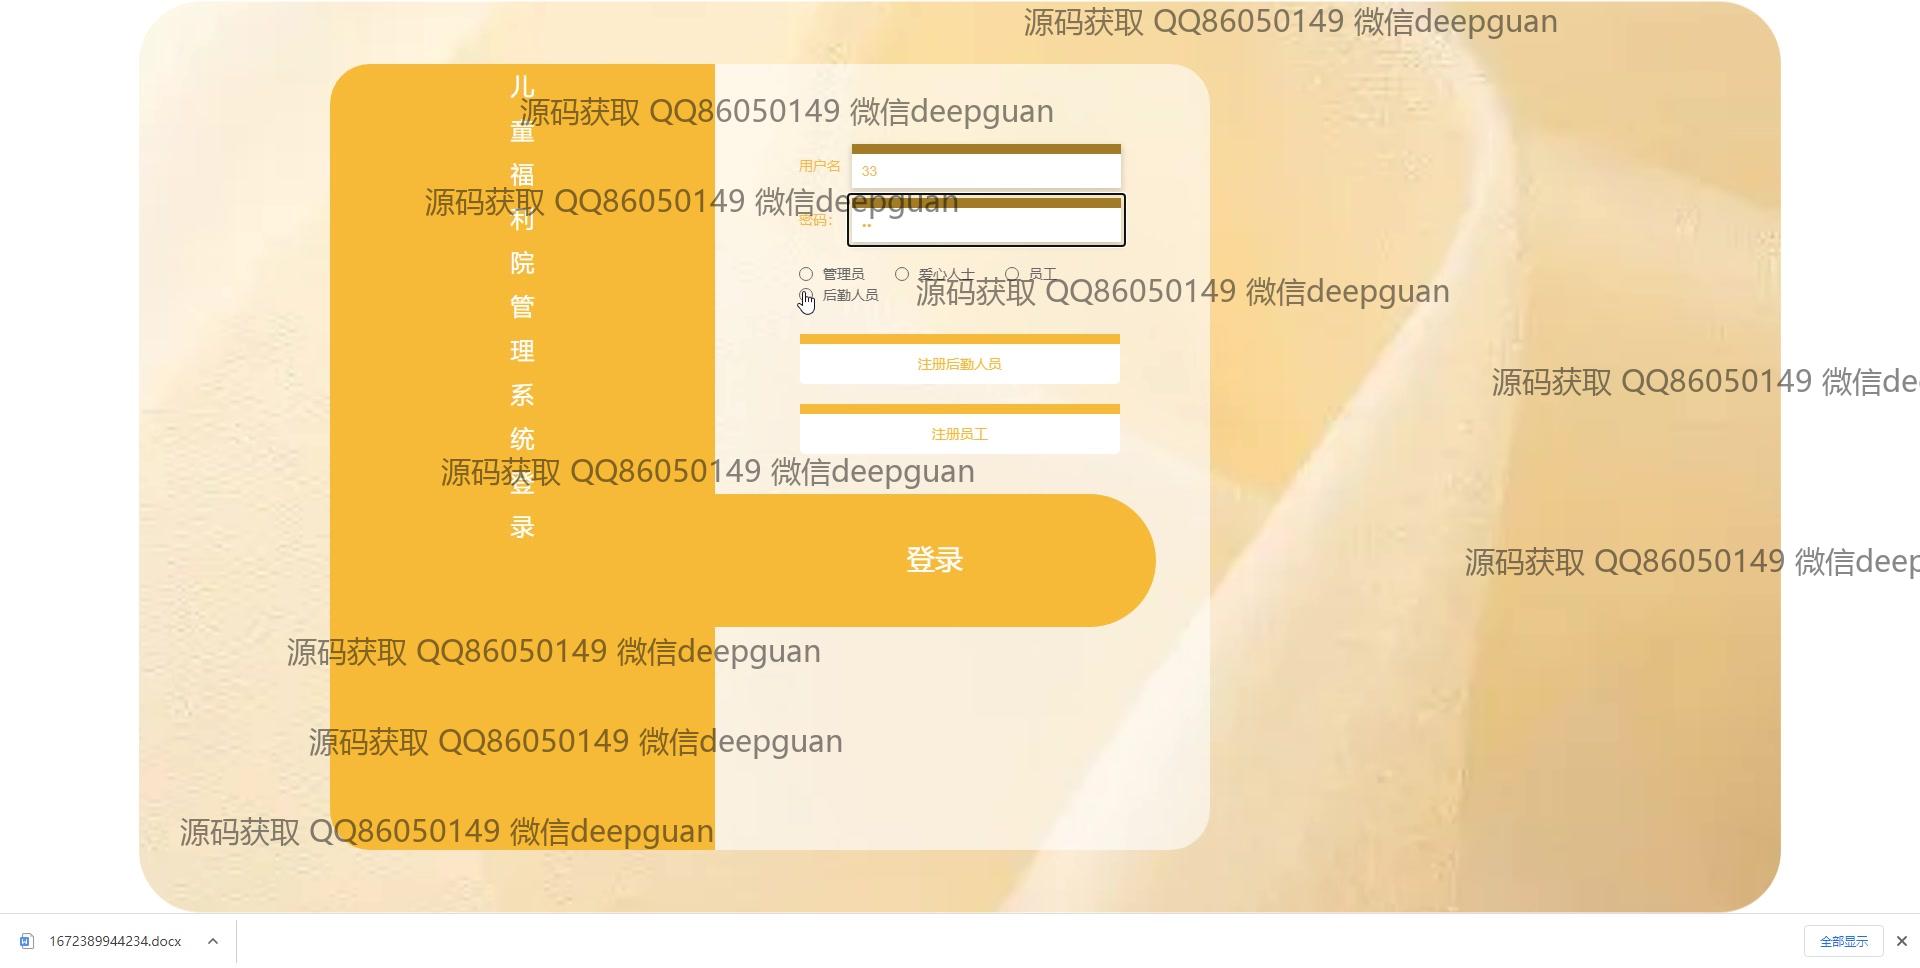 源码获取 QQ86050149 微信deepguan
儿童福利院管理系统登录
源码获取 QQ86050149 微信deepguan
用户名
33
源码获取 QQ86050149 微信deepguan
密码：
••
管理员
爱心人士
员工
后勤人员
源码获取 QQ86050149 微信deepguan
注册后勤人员
源码获取 QQ86050149 微信de
注册员工
源码获取 QQ86050149 微信deepguan
登录
源码获取 QQ86050149 微信deep
源码获取 QQ86050149 微信deepguan
源码获取 QQ86050149 微信deepguan
源码获取 QQ86050149 微信deepguan
1672389944234.docx
全部显示